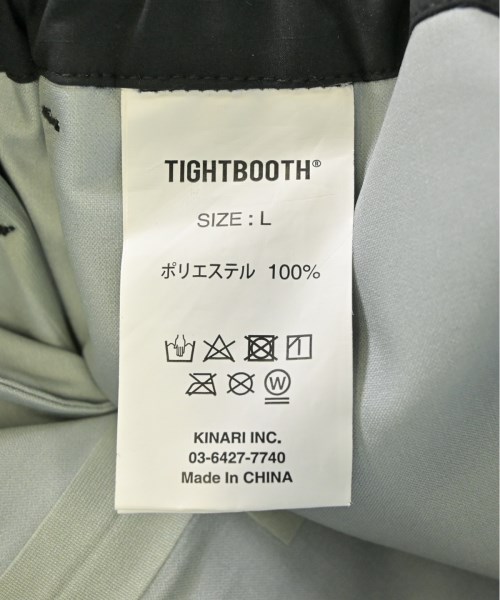 TIGHTBOOTH®
SIZE : L
ポリエステル 100%
W
KINARI INC.
03-6427-7740
Made In CHINA